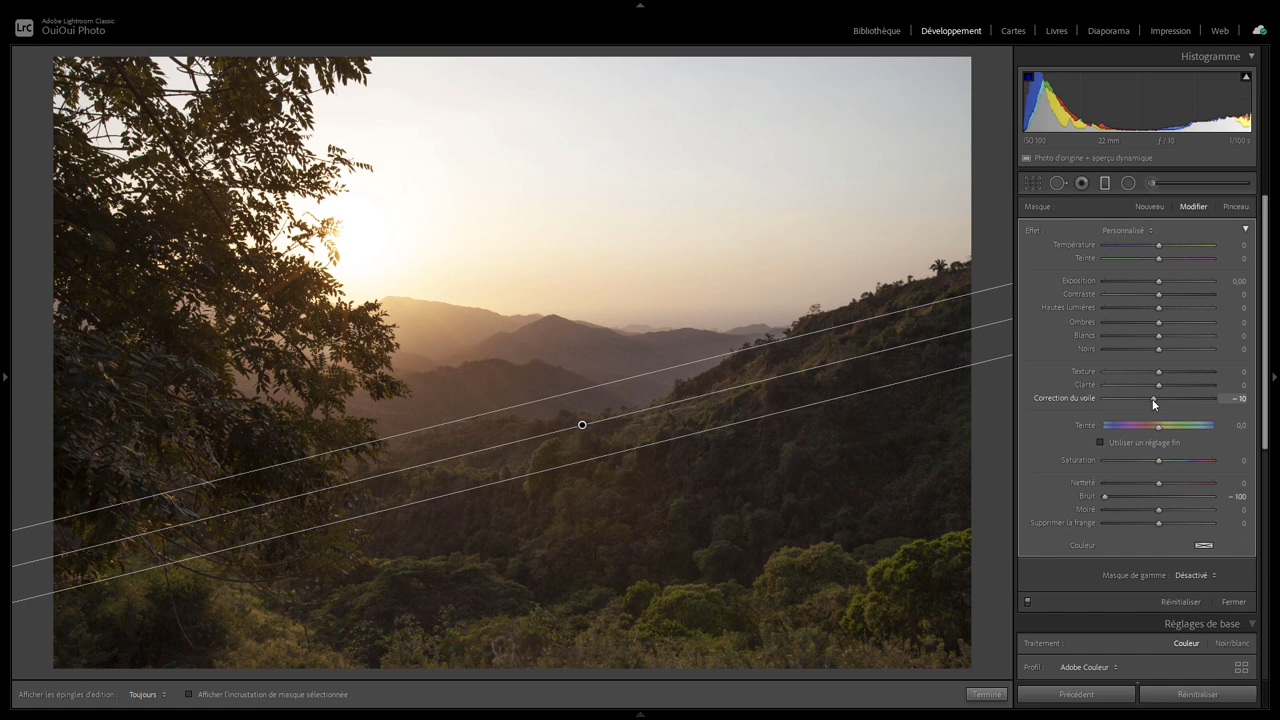 Lrc
Adobe Lightroom Classic
OuiOui Photo
Bibliothèque | Développement | Cartes | Livres | Diaporama | Impression | Web |
Histogramme
ISO 100 22 mm ƒ / 10 1/100 s
Photo d'origine + aperçu dynamique
Masque : Nouveau Modifier Pinceau
Effet : Personnalisé
Température 0
Teinte 0
Exposition 0,00
Contraste 0
Hautes lumières 0
Ombres 0
Blancs 0
Noirs 0
Texture 0
Clarté 0
Correction du voile – 10
Teinte 0,0
Utiliser un réglage fin
Saturation 0
Netteté 0
Bruit – 100
Moiré 0
Supprimer la frange 0
Couleur
Masque de gamme : Désactivé
Réinitialiser Fermer
Réglages de base
Traitement : Couleur Noir/blanc
Profil : Adobe Couleur
Afficher les épingles d'édition : Toujours Afficher l'incrustation de masque sélectionnée Terminé
Précédent Réinitialiser